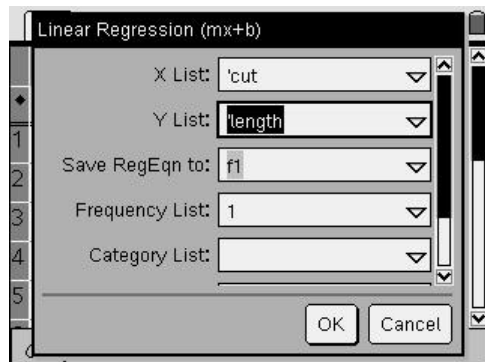 Linear Regression (mx+b)
X List: 'cut
Y List: 'length
Save RegEqn to: f1
Frequency List: 1
Category List:
OK Cancel
1
2
3
4
5